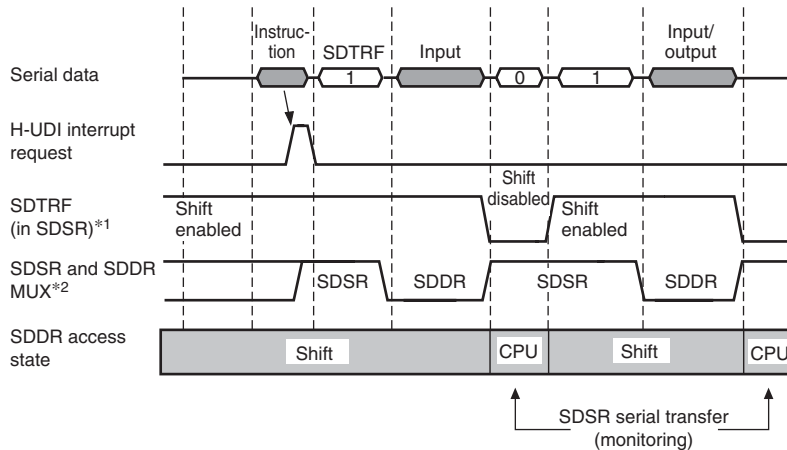 Instruc-
tion
SDTRF
Input
Input/
output
Serial data
1
0
1
H-UDI interrupt
request
SDTRF
(in SDSR)*1
Shift
enabled
Shift
disabled
Shift
enabled
SDSR and SDDR
MUX*2
SDSR
SDDR
SDSR
SDDR
SDDR access
state
Shift
CPU
Shift
CPU
SDSR serial transfer
(monitoring)